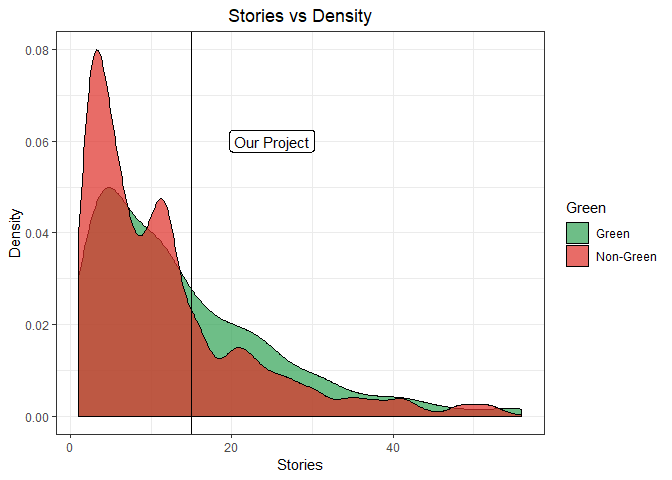 Stories vs Density
0.08
0.06
0.04
0.02
0.00
Density
Our Project
0
20
40
Stories
Green
Green
Non-Green